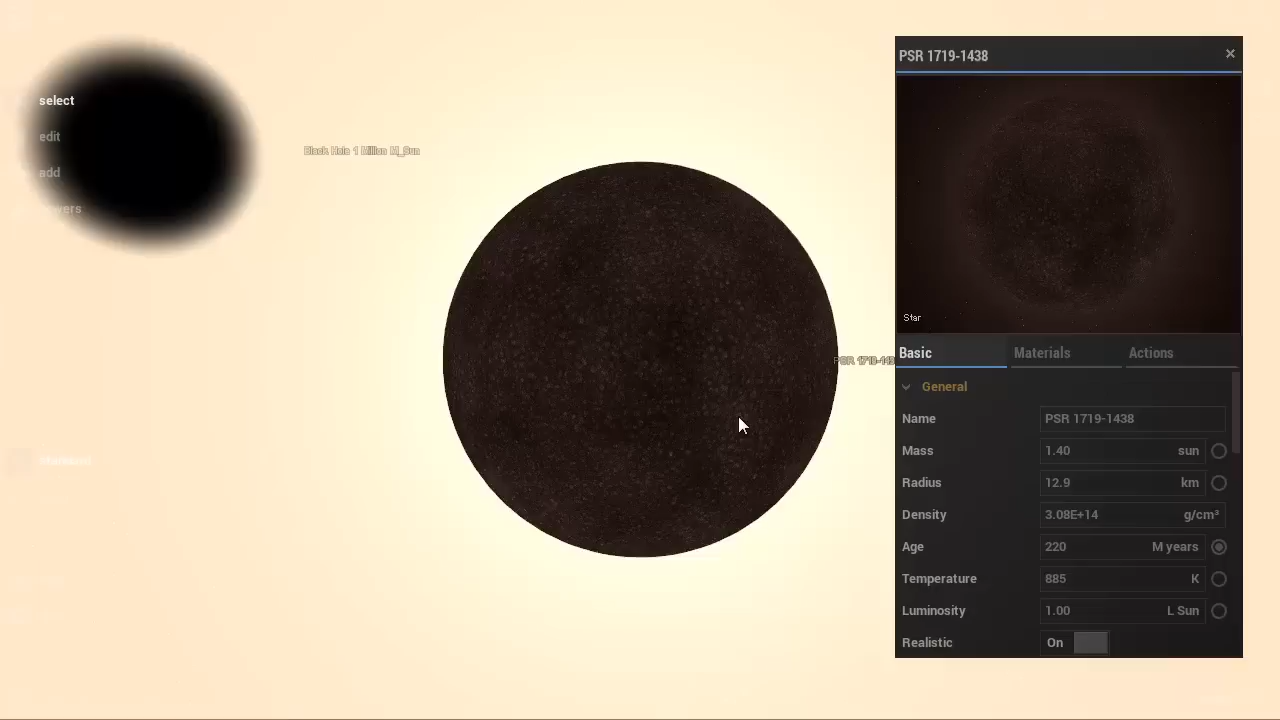 select
edit
add
Black Hole 1 Million M_Sun
PSR 1719-1438
×
Star
Basic
Materials
Actions
General
Name
PSR 1719-1438
Mass
1.40
sun
Radius
12.9
km
Density
3.08E+14
g/cm³
Age
220
M years
Temperature
885
K
Luminosity
1.00
L Sun
Realistic
On